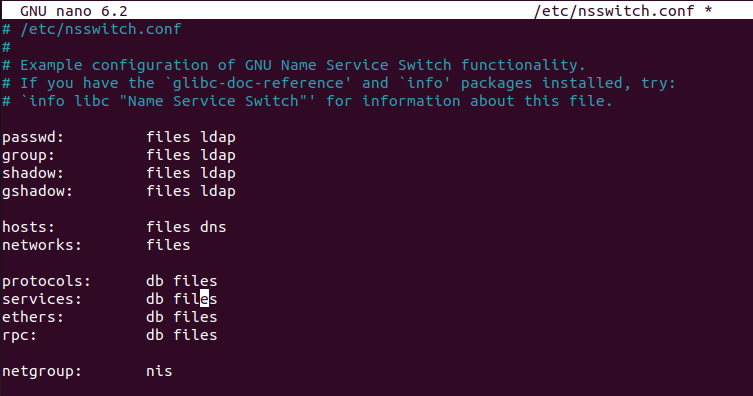 GNU nano 6.2 /etc/nsswitch.conf *
# /etc/nsswitch.conf
#
# Example configuration of GNU Name Service Switch functionality.
# If you have the `glibc-doc-reference' and `info' packages installed, try:
# `info libc "Name Service Switch"' for information about this file.
passwd: files ldap
group: files ldap
shadow: files ldap
gshadow: files ldap
hosts: files dns
networks: files
protocols: db files
services: db files
ethers: db files
rpc: db files
netgroup: nis